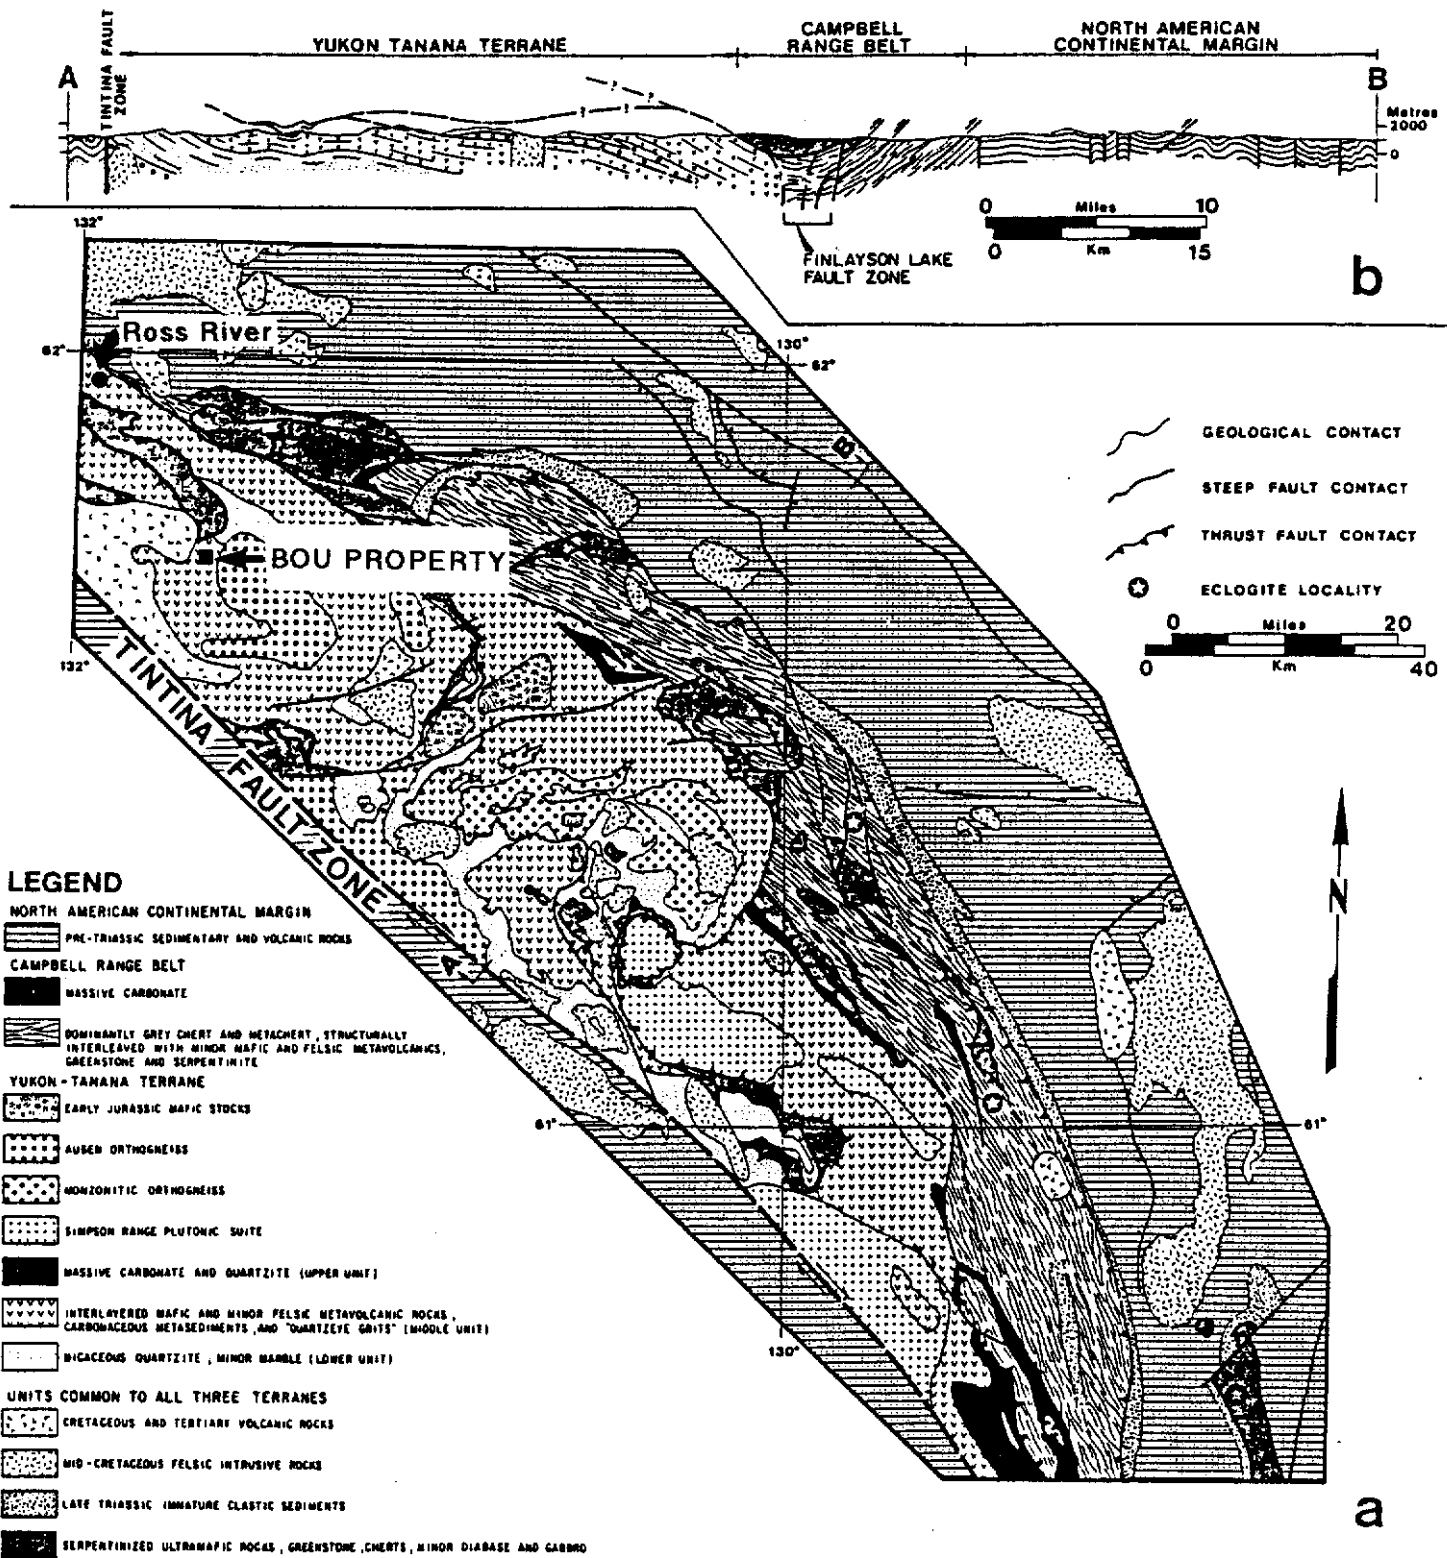 YUKON TANANA TERRANE
CAMPBELL
RANGE BELT
NORTH AMERICAN
CONTINENTAL MARGIN
A
TINTINA FAULT
ZONE
B
Metres
2000
0
?
?
?
?
0 Miles 10
0 Km 15
FINLAYSON LAKE
FAULT ZONE
b
132°
Ross River
62°
130°
62°
B
GEOLOGICAL CONTACT
STEEP FAULT CONTACT
THRUST FAULT CONTACT
ECLOGITE LOCALITY
0 Miles 20
0 Km 40
BOU PROPERTY
132°
TINTINA FAULT ZONE
A
N
61°
61°
130°
a
LEGEND
NORTH AMERICAN CONTINENTAL MARGIN
PRE-TRIASSIC SEDIMENTARY AND VOLCANIC ROCKS
CAMPBELL RANGE BELT
MASSIVE CARBONATE
DOMINANTLY GREY CHERT AND METACHERT, STRUCTURALLY
INTERLEAVED WITH MINOR MAFIC AND FELSIC METAVOLCANICS,
GREENSTONE AND SERPENTINITE
YUKON-TANANA TERRANE
EARLY JURASSIC MAFIC STOCKS
AUGEN ORTHOGNEISS
MONZONITIC ORTHOGNEISS
SIMPSON RANGE PLUTONIC SUITE
MASSIVE CARBONATE AND QUARTZITE (UPPER UNIT)
INTERLAYERED MAFIC AND MINOR FELSIC METAVOLCANIC ROCKS,
CARBONACEOUS METASEDIMENTS, AND "QUARTZEYE GRITS" (MIDDLE UNIT)
MICACEOUS QUARTZITE, MINOR MARBLE (LOWER UNIT)
UNITS COMMON TO ALL THREE TERRANES
CRETACEOUS AND TERTIARY VOLCANIC ROCKS
MID-CRETACEOUS FELSIC INTRUSIVE ROCKS
LATE TRIASSIC IMMATURE CLASTIC SEDIMENTS
SERPENTINIZED ULTRAMAFIC ROCKS, GREENSTONE, CHERTS, MINOR DIABASE AND GABBRO